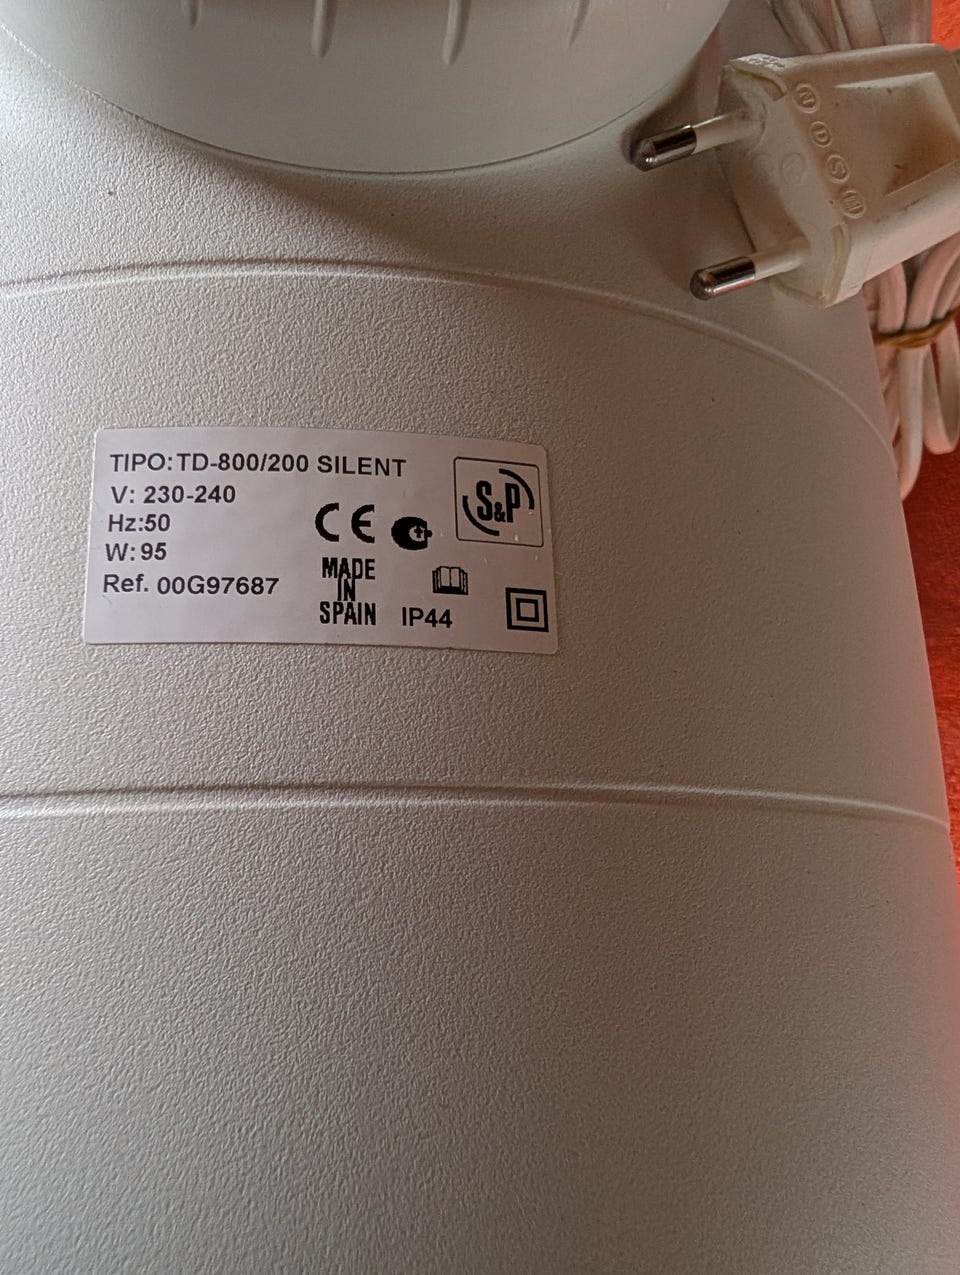 TIPO: TD-800/200 SILENT
V: 230-240
Hz:50
W: 95
Ref. 00G97687
CE
MADE
IN
SPAIN
IP44
S&P
N
D
S